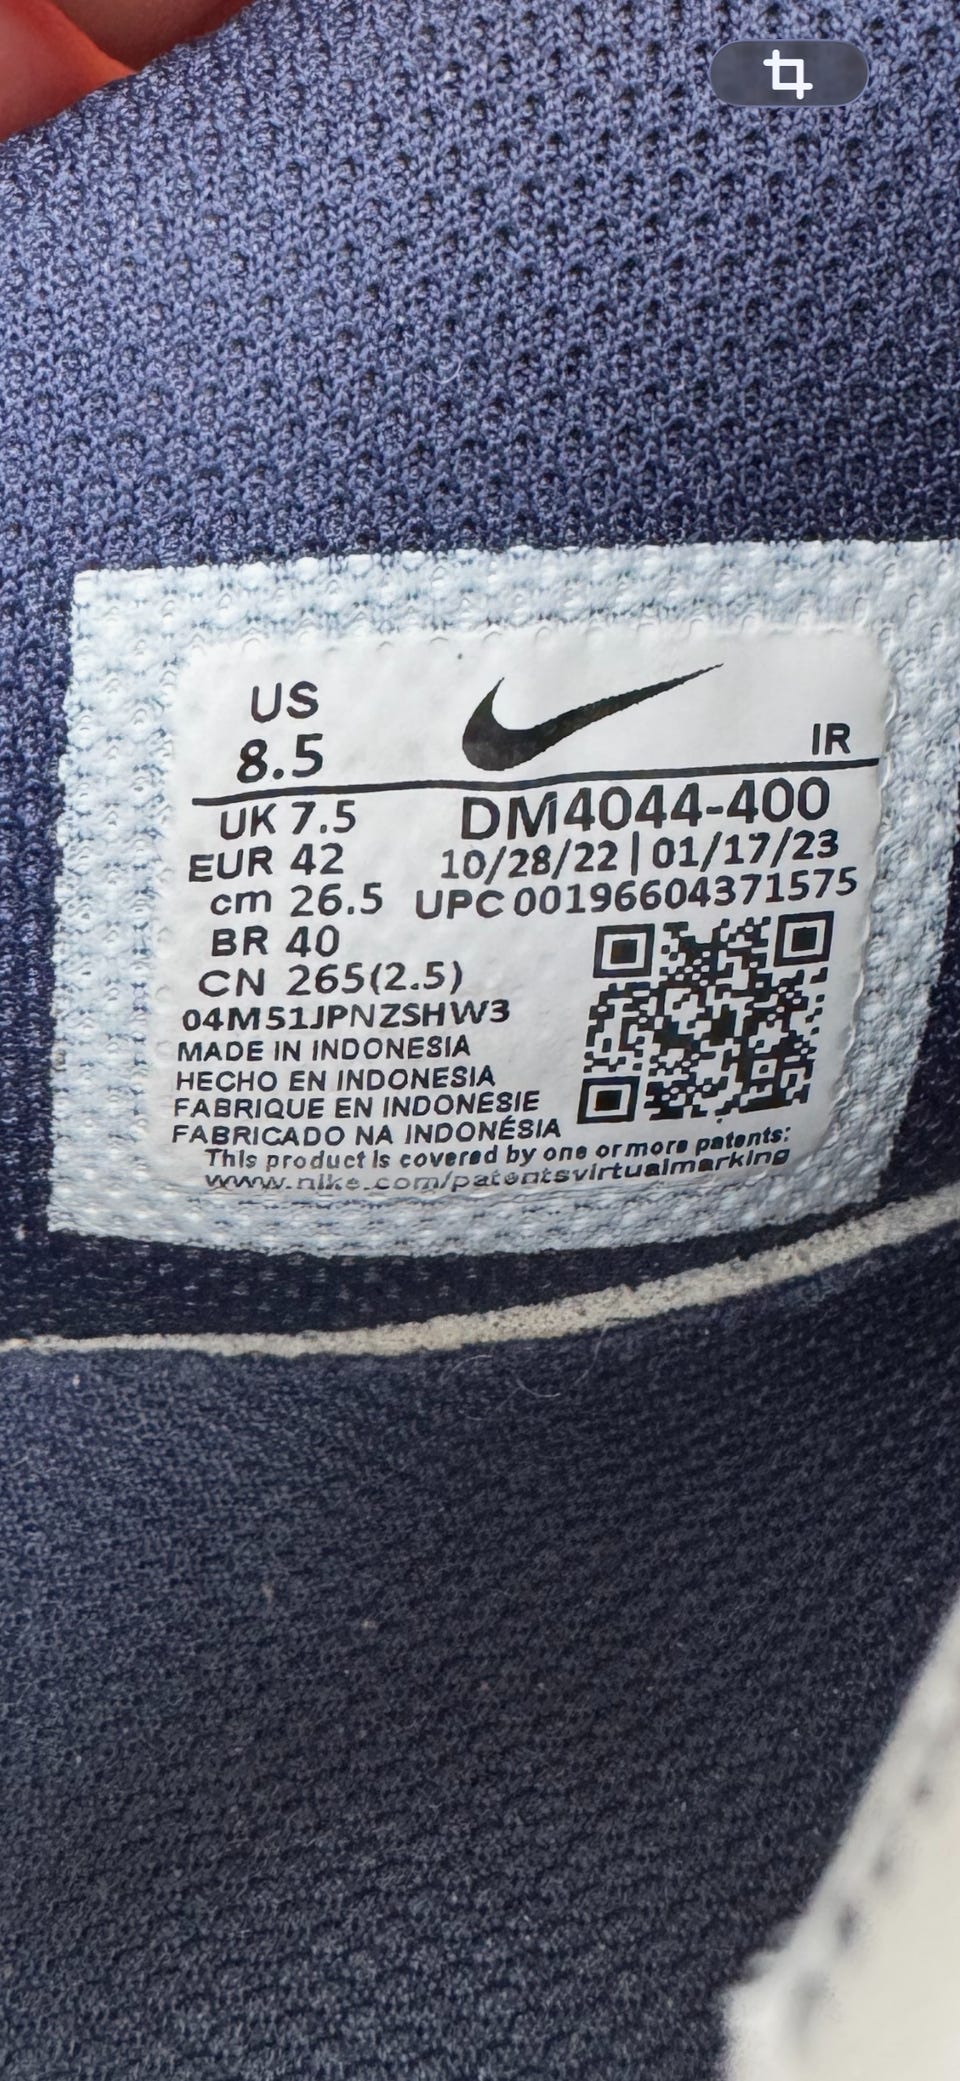 US
8.5
IR
UK 7.5
EUR 42
cm 26.5
BR 40
CN 265(2.5)
DM4044-400
10/28/22 | 01/17/23
UPC 00196604371575
04M51JPNZSHW3
MADE IN INDONESIA
HECHO EN INDONESIA
FABRIQUE EN INDONESIE
FABRICADO NA INDONÉSIA
This product is covered by one or more patents:
www.nike.com/patentsvirtualmarking